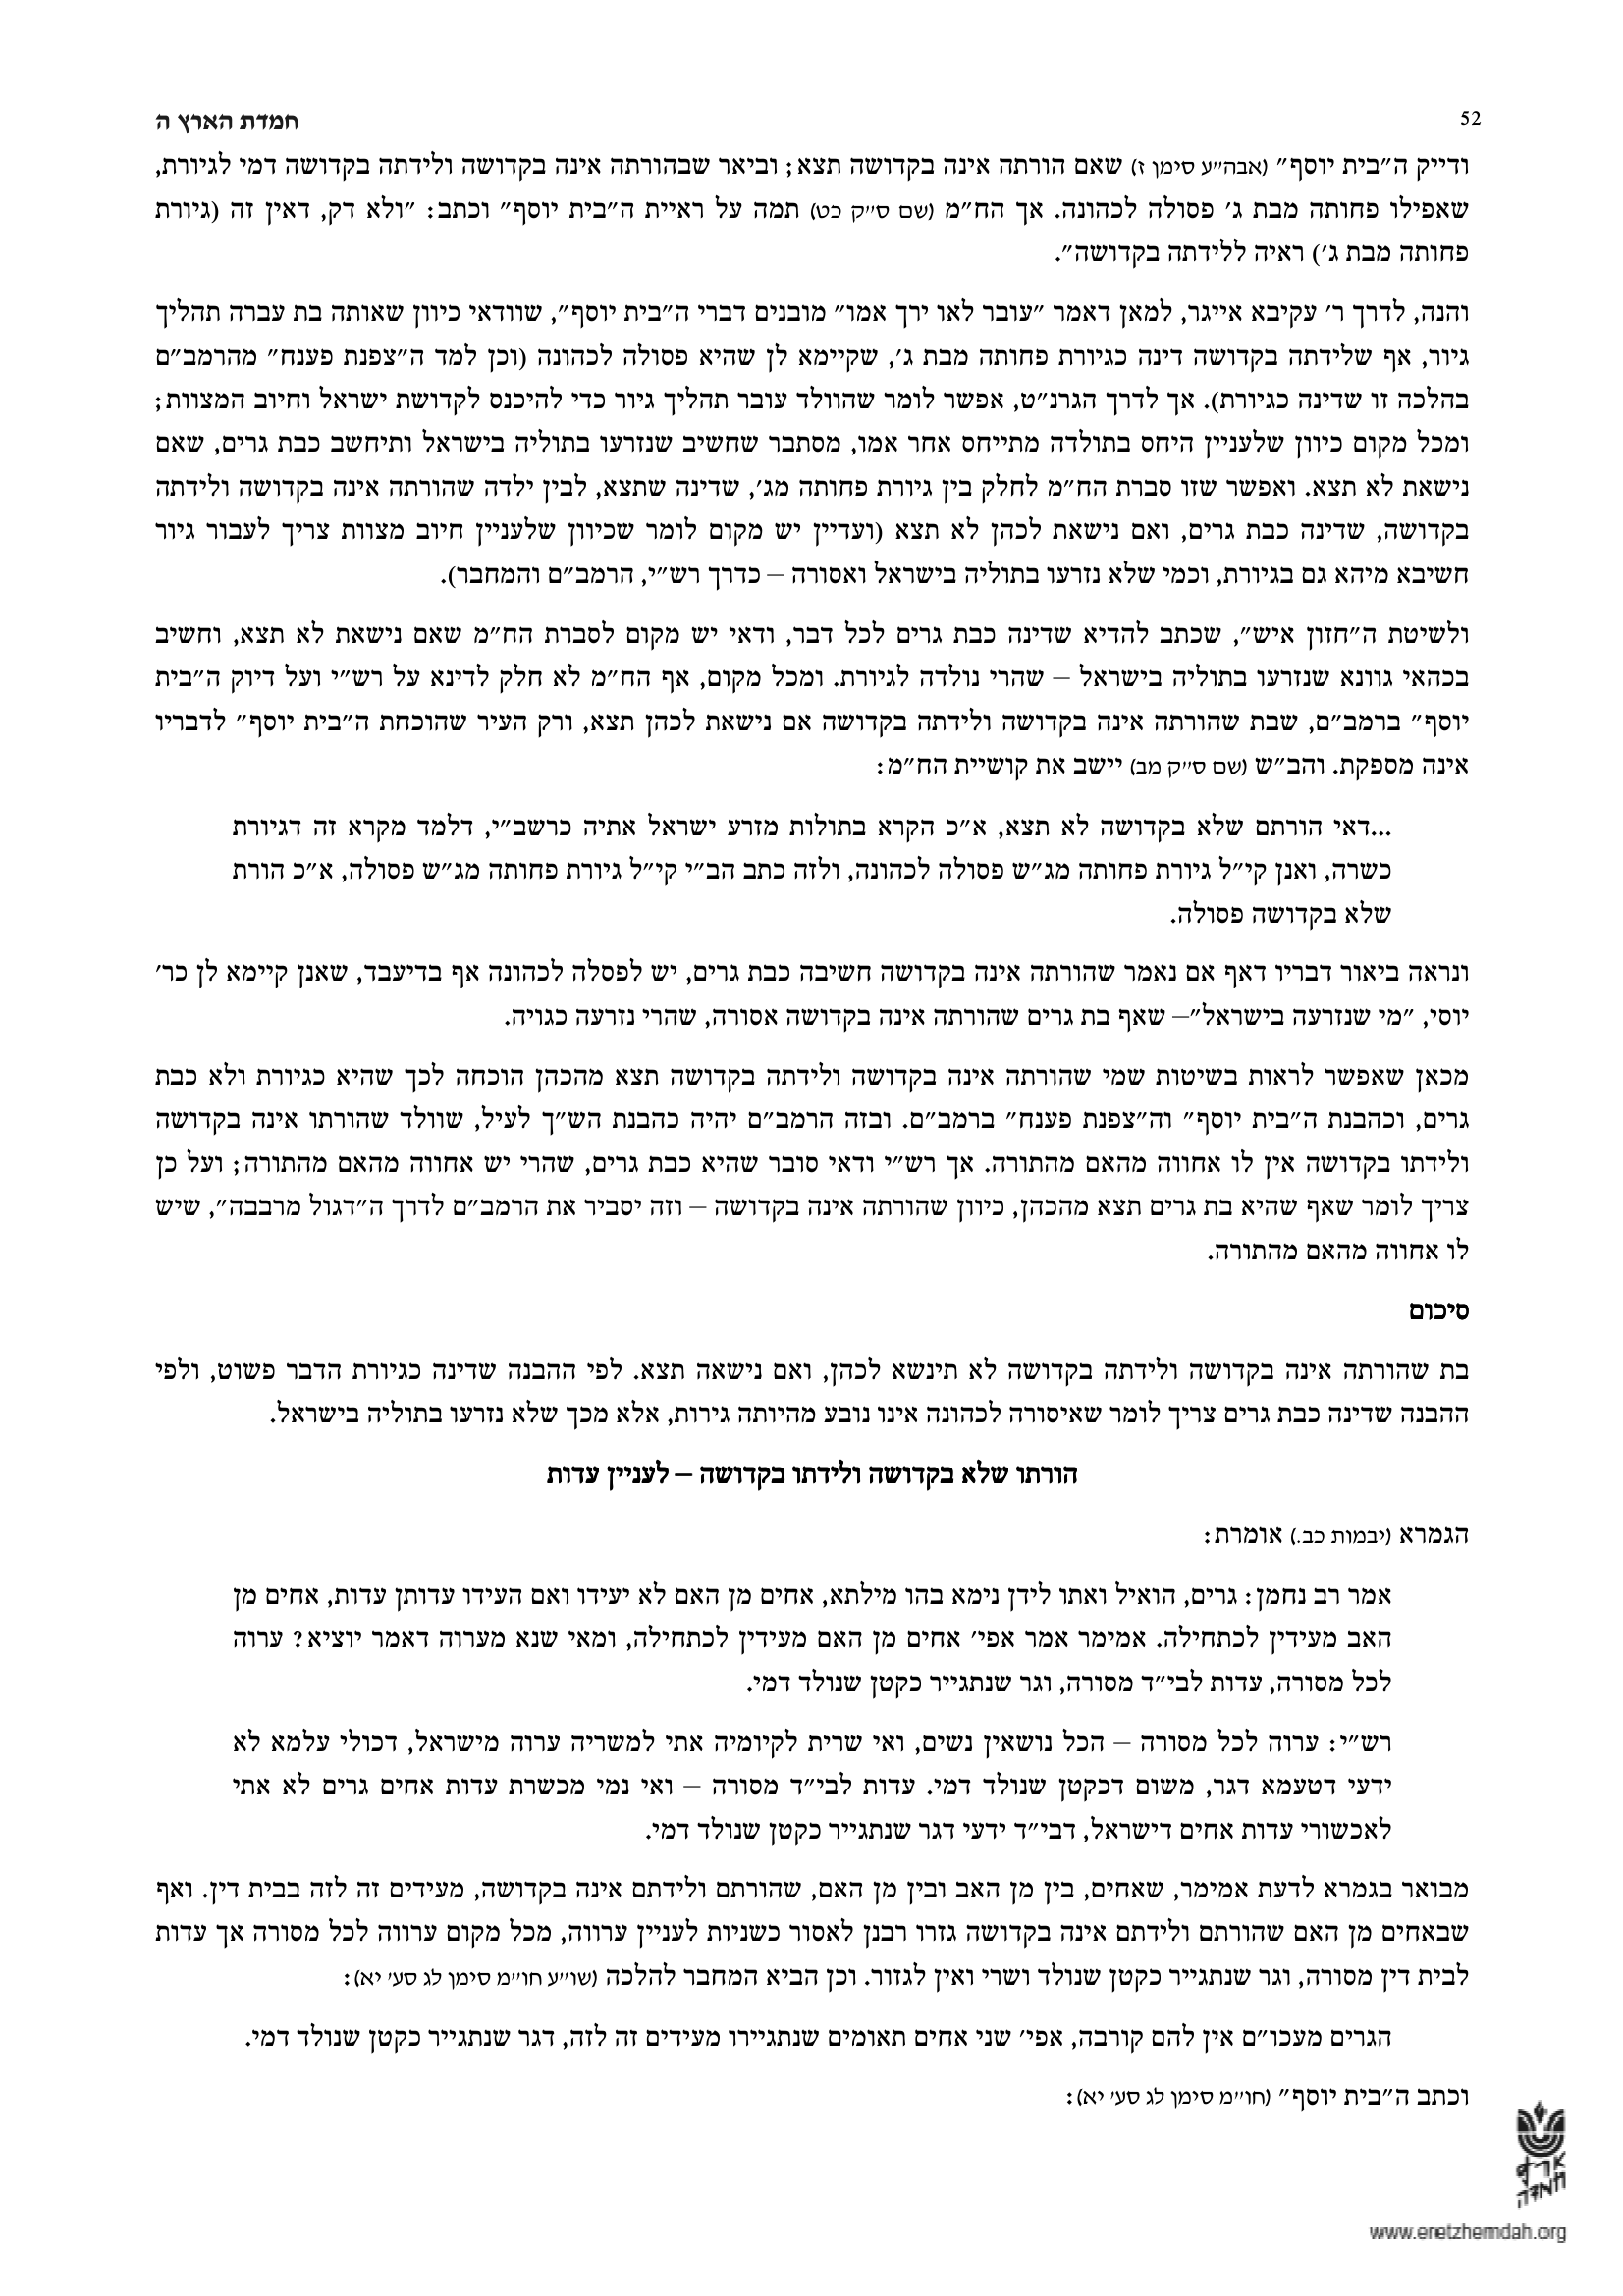 52
חמדת הארץ ה
ודייק ה״בית יוסף״ (אבה״ע סימן ז) שאם הורתה אינה בקדושה תצא; וביאר שבהורתה אינה בקדושה ולידתה בקדושה דמי לגיורת,
שאפילו פחותה מבת ג׳ פסולה לכהונה. אך הח״מ (שם ס״ק כט) תמה על ראיית ה״בית יוסף״ וכתב: ״ולא דק, דאין זה (גיורת
פחותה מבת ג׳) ראיה ללידתה בקדושה״.
והנה, לדרך ר׳ עקיבא אייגר, למאן דאמר ״עובר לאו ירך אמו״ מובנים דברי ה״בית יוסף״, שוודאי כיוון שאותה בת עברה תהליך
גיור, אף שלידתה בקדושה דינה כגיורת פחותה מבת ג׳, שקיימא לן שהיא פסולה לכהונה (וכן למד ה״צפנת פענח״ מהרמב״ם
בהלכה זו שדינה כגיורת). אך לדרך הגרנ״ט, אפשר לומר שהוולד עובר תהליך גיור כדי להיכנס לקדושת ישראל וחיוב המצוות;
ומכל מקום כיוון שלעניין היחס בתולדה מתייחס אחר אמו, מסתבר שחשיב שנזרעו בתוליה בישראל ותיחשב כבת גרים, שאם
נישאת לא תצא. ואפשר שזו סברת הח״מ לחלק בין גיורת פחותה מג׳, שדינה שתצא, לבין ילדה שהורתה אינה בקדושה ולידתה
בקדושה, שדינה כבת גרים, ואם נישאת לכהן לא תצא (ועדיין יש מקום לומר שכיוון שלעניין חיוב מצוות צריך לעבור גיור
חשיבא מיהא גם בגיורת, וכמי שלא נזרעו בתוליה בישראל ואסורה – כדרך רש״י, הרמב״ם והמחבר).
ולשיטת ה״חזון איש״, שכתב להדיא שדינה כבת גרים לכל דבר, ודאי יש מקום לסברת הח״מ שאם נישאת לא תצא, וחשיב
בכהאי גוונא שנזרעו בתוליה בישראל – שהרי נולדה לגיורת. ומכל מקום, אף הח״מ לא חלק לדינא על רש״י ועל דיוק ה״בית
יוסף״ ברמב״ם, שבת שהורתה אינה בקדושה ולידתה בקדושה אם נישאת לכהן תצא, ורק העיר שהוכחת ה״בית יוסף״ לדבריו
אינה מספקת. והב״ש (שם ס״ק מב) יישב את קושיית הח״מ:
...דאי הורתם שלא בקדושה לא תצא, א״כ הקרא בתולות מזרע ישראל אתיה כרשב״י, דלמד מקרא זה דגיורת
כשרה, ואנן קי״ל גיורת פחותה מג״ש פסולה לכהונה, ולזה כתב הב״י קי״ל גיורת פחותה מג״ש פסולה, א״כ הורת
שלא בקדושה פסולה.
ונראה ביאור דבריו דאף אם נאמר שהורתה אינה בקדושה חשיבה כבת גרים, יש לפסלה לכהונה אף בדיעבד, שאנן קיימא לן כר׳
יוסי, ״מי שנזרעה בישראל״– שאף בת גרים שהורתה אינה בקדושה אסורה, שהרי נזרעה כגויה.
מכאן שאפשר לראות בשיטות שמי שהורתה אינה בקדושה ולידתה בקדושה תצא מהכהן הוכחה לכך שהיא כגיורת ולא כבת
גרים, וכהבנת ה״בית יוסף״ וה״צפנת פענח״ ברמב״ם. ובזה הרמב״ם יהיה כהבנת הש״ך לעיל, שוולד שהורתו אינה בקדושה
ולידתו בקדושה אין לו אחווה מהאם מהתורה. אך רש״י ודאי סובר שהיא כבת גרים, שהרי יש אחווה מהאם מהתורה; ועל כן
צריך לומר שאף שהיא בת גרים תצא מהכהן, כיוון שהורתה אינה בקדושה – וזה יסביר את הרמב״ם לדרך ה״דגול מרבבה״, שיש
לו אחווה מהאם מהתורה.
סיכום
בת שהורתה אינה בקדושה ולידתה בקדושה לא תינשא לכהן, ואם נישאה תצא. לפי ההבנה שדינה כגיורת הדבר פשוט, ולפי
ההבנה שדינה כבת גרים צריך לומר שאיסורה לכהונה אינו נובע מהיותה גירות, אלא מכך שלא נזרעו בתוליה בישראל.
הורתו שלא בקדושה ולידתו בקדושה – לעניין עדות
הגמרא (יבמות כב.) אומרת:
אמר רב נחמן: גרים, הואיל ואתו לידן נימא בהו מילתא, אחים מן האם לא יעידו ואם העידו עדותן עדות, אחים מן
האב מעידין לכתחילה. אמימר אמר אפי׳ אחים מן האם מעידין לכתחילה, ומאי שנא מערוה דאמר יוציא? ערוה
לכל מסורה, עדות לבי״ד מסורה, וגר שנתגייר כקטן שנולד דמי.
רש״י: ערוה לכל מסורה – הכל נושאין נשים, ואי שרית לקיומיה אתי למשריה ערוה מישראל, דכולי עלמא לא
ידעי דטעמא דגר, משום דכקטן שנולד דמי. עדות לבי״ד מסורה – ואי נמי מכשרת עדות אחים גרים לא אתי
לאכשורי עדות אחים דישראל, דבי״ד ידעי דגר שנתגייר כקטן שנולד דמי.
מבואר בגמרא לדעת אמימר, שאחים, בין מן האב ובין מן האם, שהורתם ולידתם אינה בקדושה, מעידים זה לזה בבית דין. ואף
שבאחים מן האם שהורתם ולידתם אינה בקדושה גזרו רבנן לאסור כשניות לעניין ערווה, מכל מקום ערווה לכל מסורה אך עדות
לבית דין מסורה, וגר שנתגייר כקטן שנולד ושרי ואין לגזור. וכן הביא המחבר להלכה (שו״ע חו״מ סימן לג סע׳ יא):
הגרים מעכו״ם אין להם קורבה, אפי׳ שני אחים תאומים שנתגיירו מעידים זה לזה, דגר שנתגייר כקטן שנולד דמי.
וכתב ה״בית יוסף״ (חו״מ סימן לג סע׳ יא):
ארץ
חמדה
www.eretzhemdah.org